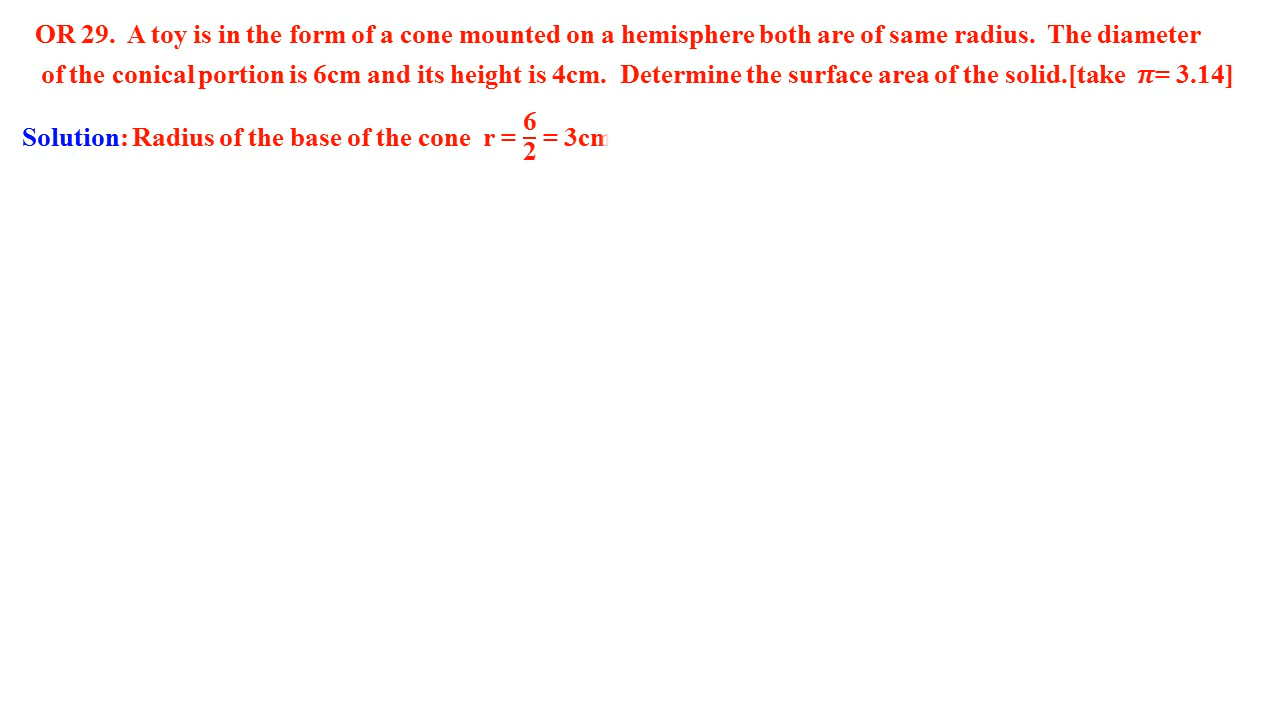 OR 29. A toy is in the form of a cone mounted on a hemisphere both are of same radius. The diameter
of the conical portion is 6cm and its height is 4cm. Determine the surface area of the solid.[take π= 3.14]
Solution: Radius of the base of the cone r = 6/2 = 3cm